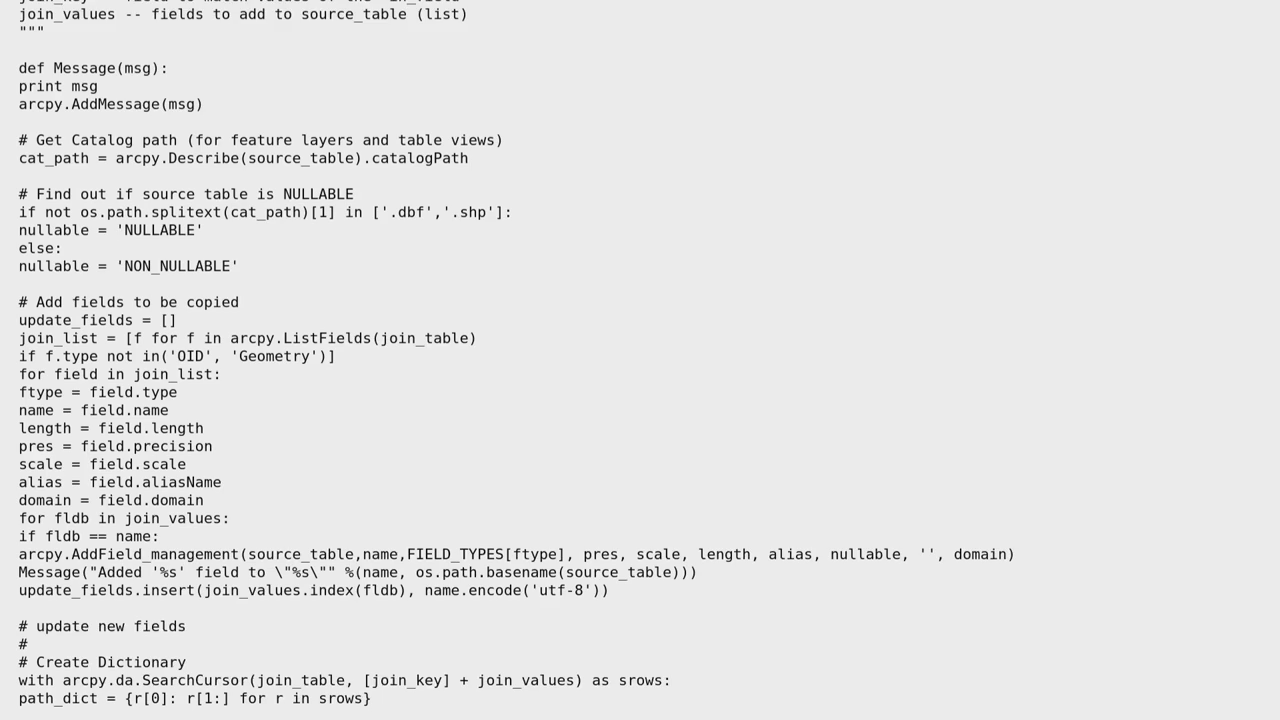 join_values -- fields to add to source_table (list)
"""
def Message(msg):
print msg
arcpy.AddMessage(msg)
# Get Catalog path (for feature layers and table views)
cat_path = arcpy.Describe(source_table).catalogPath
# Find out if source table is NULLABLE
if not os.path.splitext(cat_path)[1] in ['.dbf','.shp']:
nullable = 'NULLABLE'
else:
nullable = 'NON_NULLABLE'
# Add fields to be copied
update_fields = []
join_list = [f for f in arcpy.ListFields(join_table)
if f.type not in('OID', 'Geometry')]
for field in join_list:
ftype = field.type
name = field.name
length = field.length
pres = field.precision
scale = field.scale
alias = field.aliasName
domain = field.domain
for fldb in join_values:
if fldb == name:
arcpy.AddField_management(source_table,name,FIELD_TYPES[ftype], pres, scale, length, alias, nullable, '', domain)
Message("Added '%s' field to \"%s\"" %(name, os.path.basename(source_table)))
update_fields.insert(join_values.index(fldb), name.encode('utf-8'))
# update new fields
#
# Create Dictionary
with arcpy.da.SearchCursor(join_table, [join_key] + join_values) as srows:
path_dict = {r[0]: r[1:] for r in srows}